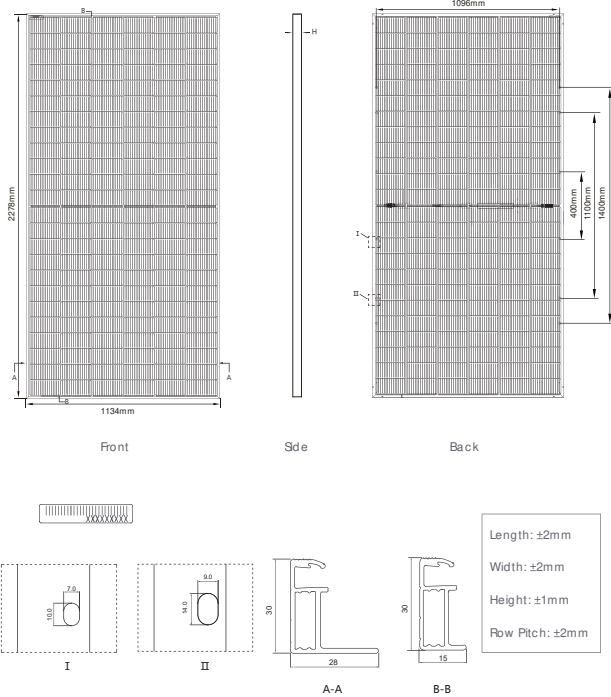 1096mm
B
H
2278mm
400mm
1100mm
1400mm
I
II
A
A
B
1134mm
Front
Side
Back
Length: ±2mm
Width: ±2mm
Height: ±1mm
Row Pitch: ±2mm
7.0
10.0
I
9.0
14.0
II
30
28
A-A
30
15
B-B